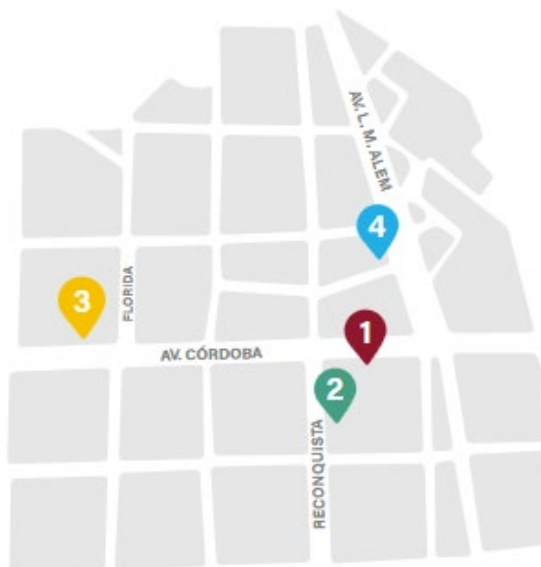 AV. L. M. ALEM
4
3
FLORIDA
1
AV. CÓRDOBA
2
RECONQUISTA